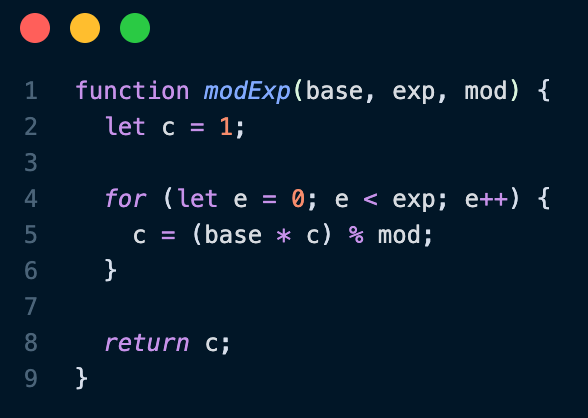 1 function modExp(base, exp, mod) {
2 let c = 1;
3
4 for (let e = 0; e < exp; e++) {
5 c = (base * c) % mod;
6 }
7
8 return c;
9 }